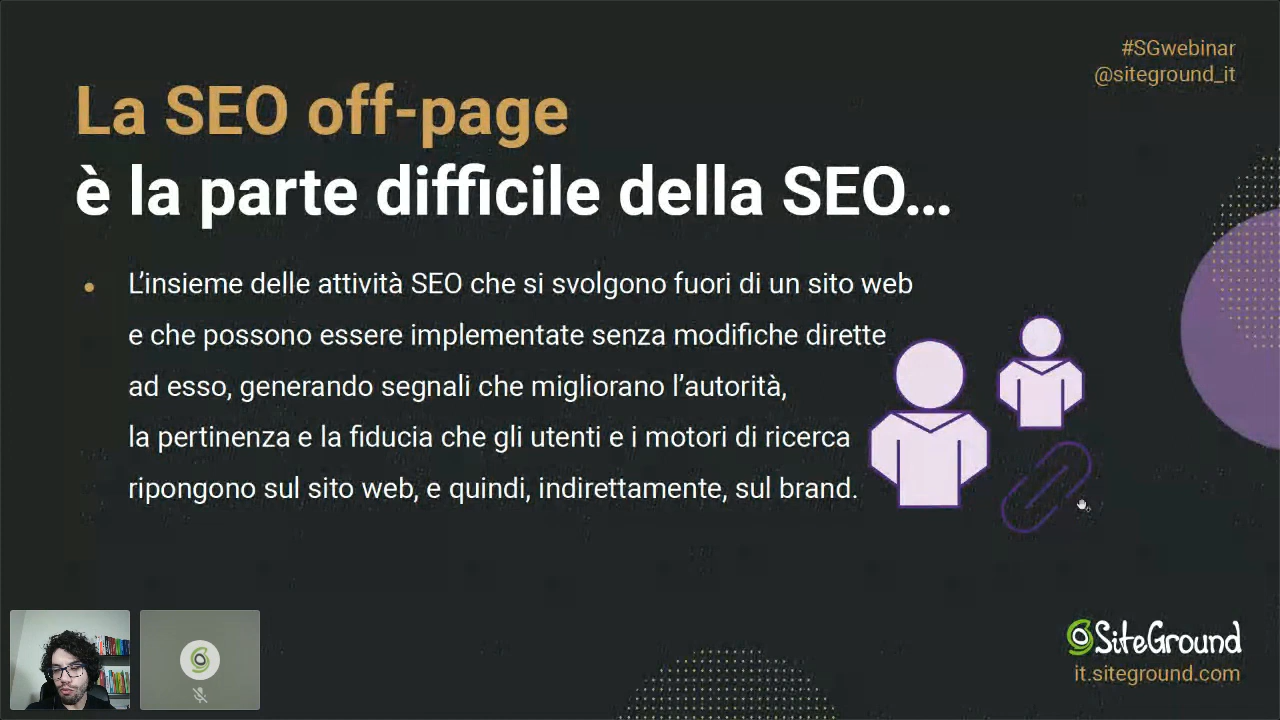 #SGwebinar
@siteground_it
La SEO off-page
è la parte difficile della SEO...
• L’insieme delle attività SEO che si svolgono fuori di un sito web
e che possono essere implementate senza modifiche dirette
ad esso, generando segnali che migliorano l’autorità,
la pertinenza e la fiducia che gli utenti e i motori di ricerca
ripongono sul sito web, e quindi, indirettamente, sul brand.
SiteGround
it.siteground.com